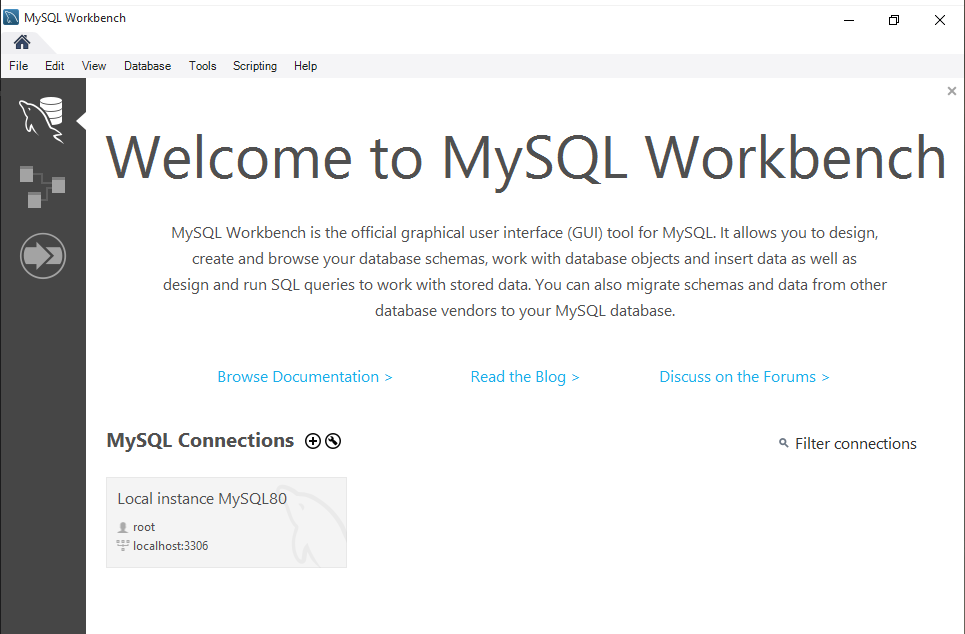 MySQL Workbench
File Edit View Database Tools Scripting Help
Welcome to MySQL Workbench
MySQL Workbench is the official graphical user interface (GUI) tool for MySQL. It allows you to design,
create and browse your database schemas, work with database objects and insert data as well as
design and run SQL queries to work with stored data. You can also migrate schemas and data from other
database vendors to your MySQL database.
Browse Documentation > Read the Blog > Discuss on the Forums >
MySQL Connections Filter connections
Local instance MySQL80
root
localhost:3306